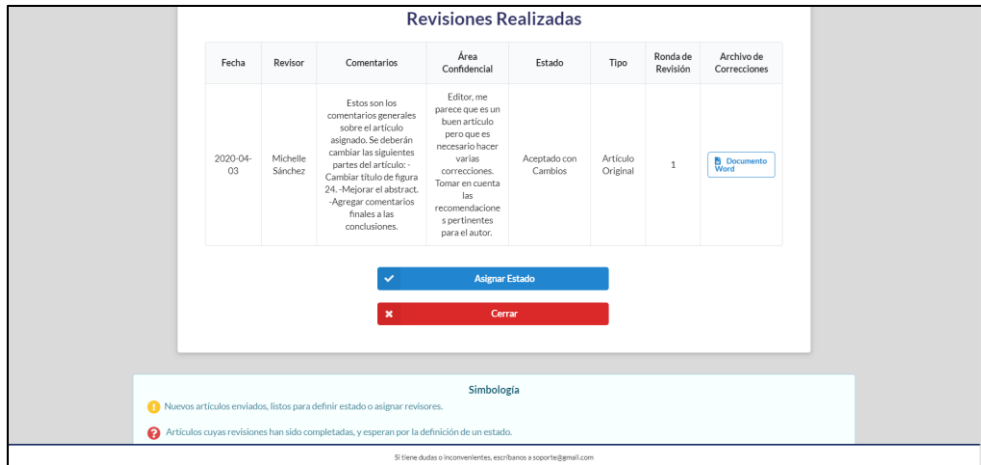 Revisiones Realizadas
Fecha
Revisor
Comentarios
Área
Confidencial
Estado
Tipo
Ronda de
Revisión
Archivo de
Correcciones
2020-04-
03
Michelle
Sánchez
Estos son los
comentarios generales
sobre el artículo
asignado. Se deberán
cambiar las siguientes
partes del artículo: -
Cambiar título de figura
24. -Mejorar el abstract.
-Agregar comentarios
finales a las
conclusiones.
Editor, me
parece que es un
buen artículo
pero que es
necesario hacer
varias
correcciones.
Tomar en cuenta
las
recomendacione
s pertinentes
para el autor.
Aceptado con
Cambios
Artículo
Original
1
Documento
Word
Asignar Estado
Cerrar
Simbología
Nuevos artículos enviados, listos para definir estado o asignar revisores.
Artículos cuyas revisiones han sido completadas, y esperan por la definición de un estado.
Si tiene dudas o inconvenientes, escríbanos a soporte@gmail.com